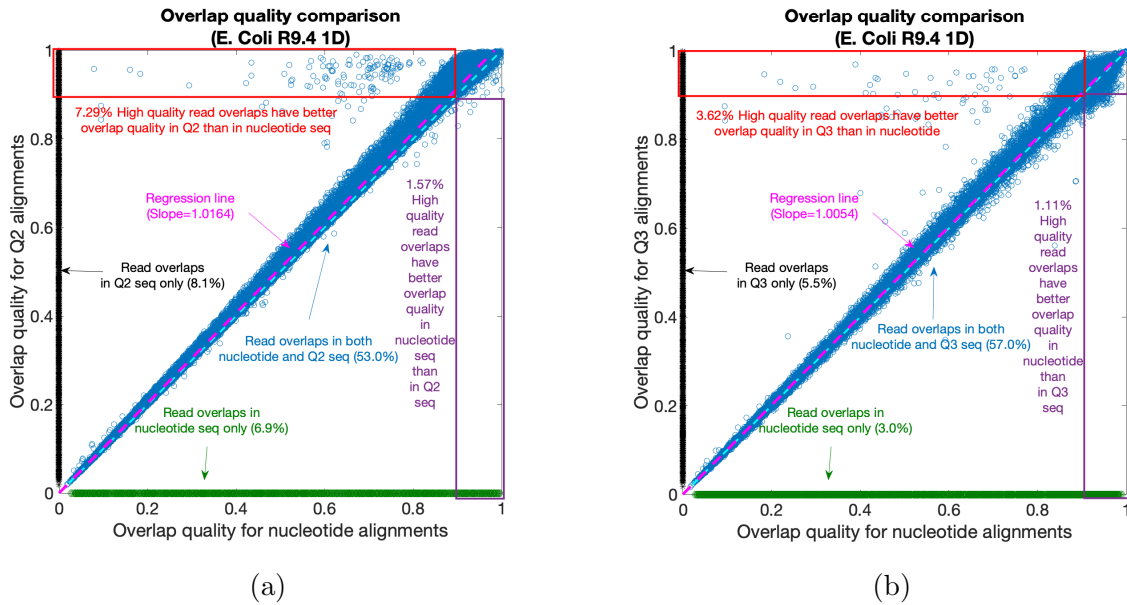 Overlap quality comparison
(E. Coli R9.4 1D)
Overlap quality for Q2 alignments
1
0.8
0.6
0.4
0.2
0
7.29% High quality read overlaps have better
overlap quality in Q2 than in nucleotide seq
Regression line
(Slope=1.0164)
1.57%
High
quality
read
overlaps
have
better
overlap
quality
in
nucleotide
seq
than
in Q2
seq
Read overlaps
in Q2 seq only (8.1%)
Read overlaps in both
nucleotide and Q2 seq (53.0%)
Read overlaps in
nucleotide seq only (6.9%)
0 0.2 0.4 0.6 0.8 1
Overlap quality for nucleotide alignments
(a)
Overlap quality comparison
(E. Coli R9.4 1D)
Overlap quality for Q3 alignments
1
0.8
0.6
0.4
0.2
0
3.62% High quality read overlaps have better
overlap quality in Q3 than in nucleotide
Regression line
(Slope=1.0054)
1.11%
High
quality
read
overlaps
have
better
overlap
quality
in
nucleotide
than
in Q3
seq
Read overlaps
in Q3 only (5.5%)
Read overlaps in both
nucleotide and Q3 seq (57.0%)
Read overlaps in
nucleotide seq only (3.0%)
0 0.2 0.4 0.6 0.8 1
Overlap quality for nucleotide alignments
(b)